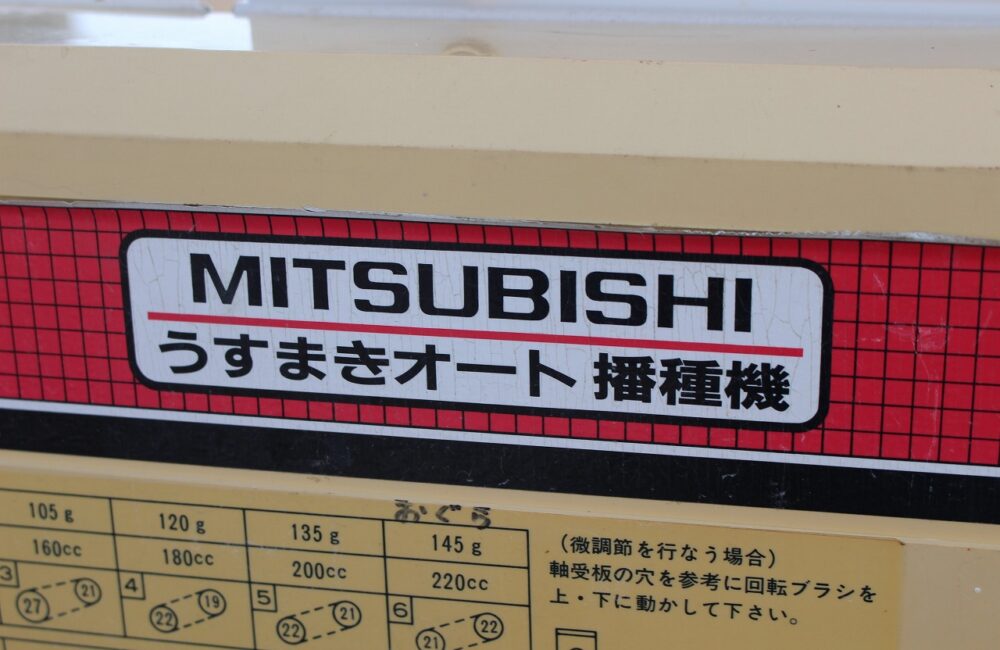 MITSUBISHI
うすまきオート 播種機
おぐら
105g 120g 135g 145g
160cc 180cc 200cc 220cc
3 27 21 4 22 19 5 22 21 6 21 22
(微調節を行なう場合)
軸受板の穴を参考に回転ブラシを
上・下に動かして下さい。